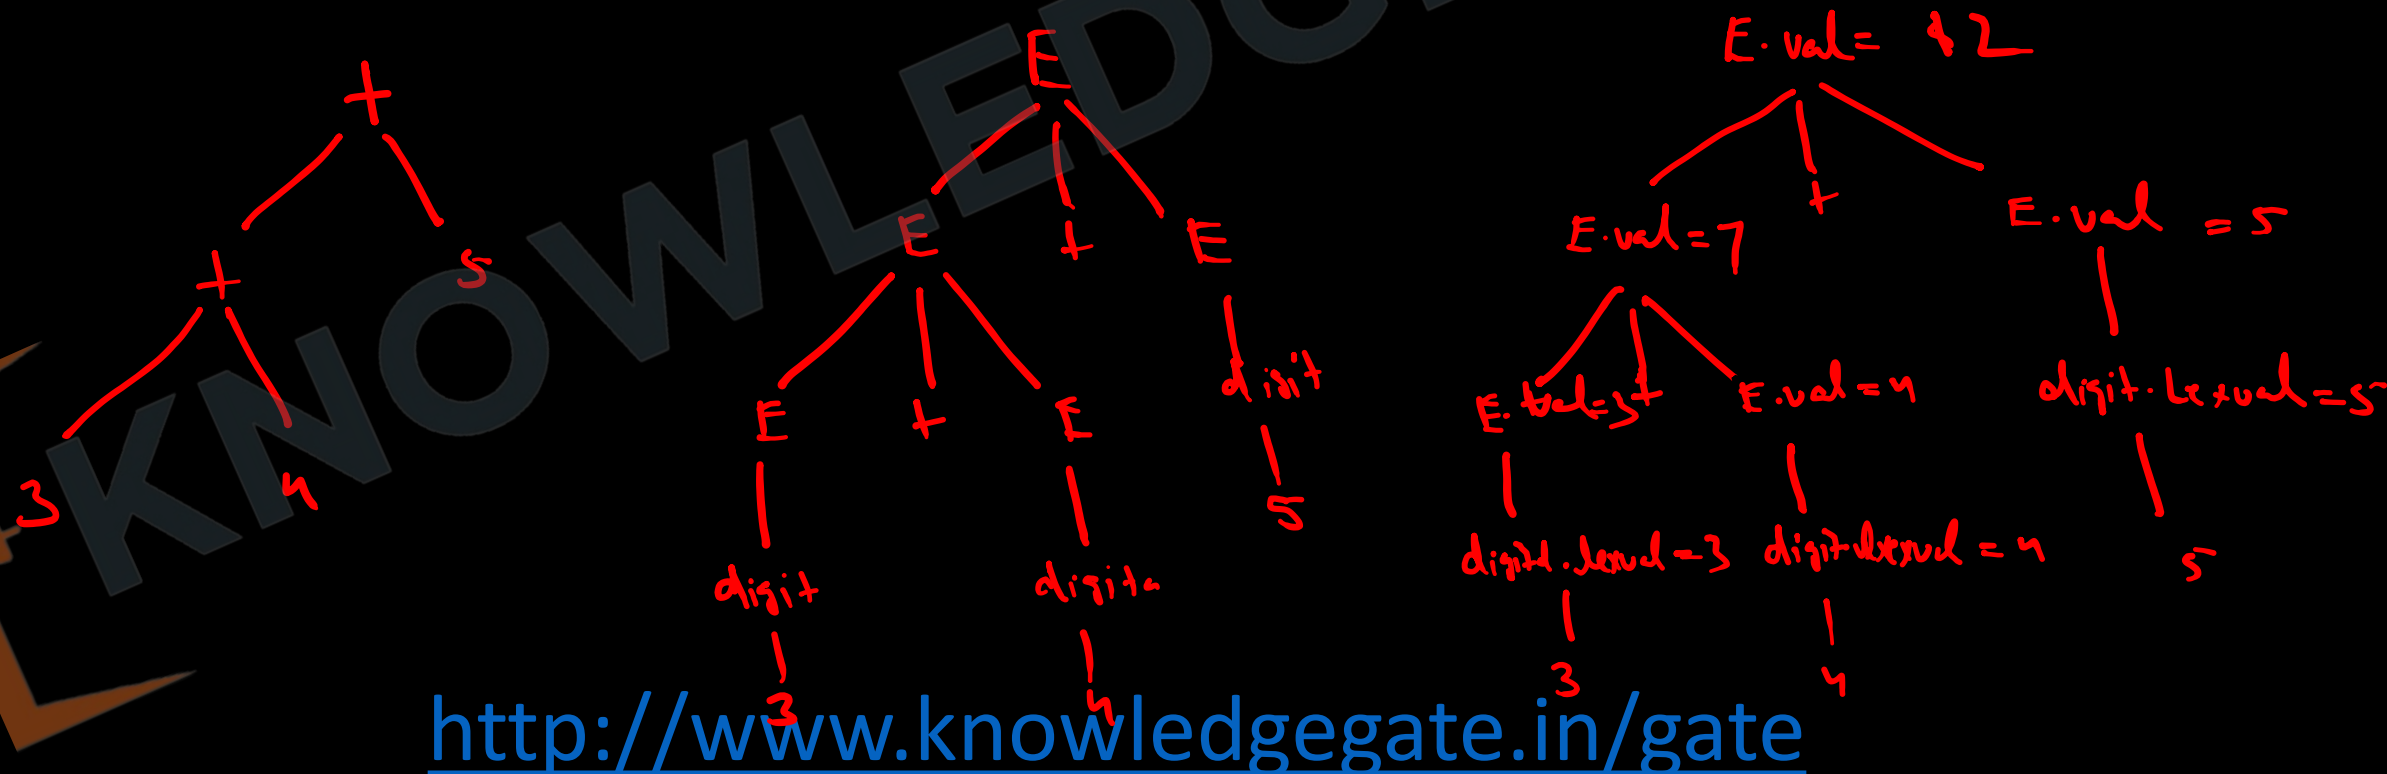 KNOWLEDG
+
+ 5
3 4
E
E + E
E + E digit
digit digit 5
3 4
E.val = 12
E.val = 7 + E.val = 5
E.val = 3 + E.val = 4 digit.lexval = 5
digit.lexval = 3 digit.lexval = 4 5
3 4
http://www.knowledgegate.in/gate